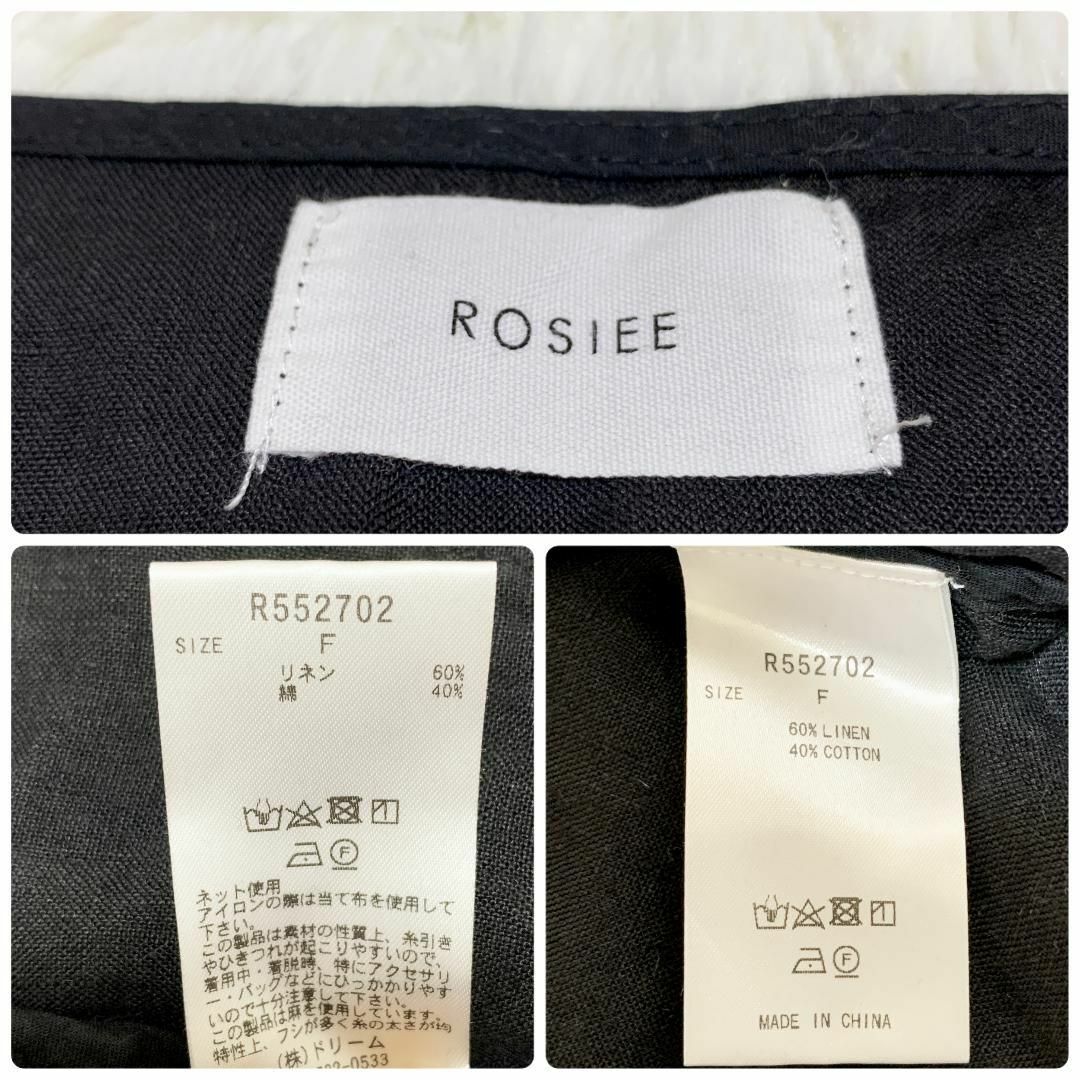 ROSIEE
R552702
SIZE F
リネン 60%
綿 40%
F
ネット使用
アイロンの際は当て布を使用して
下さい。
この製品は素材の性質上、糸引き
やひきつれが起こりやすいので、
着用中・着脱時、特にアクセサリ
ー・バッグなどにひっかかりやす
いので十分注意して下さい。
この製品は麻を使用しています。
特性上、フシが多く糸の太さが均
(株)ドリーム
-0533
R552702
SIZE F
60% LINEN
40% COTTON
F
MADE IN CHINA